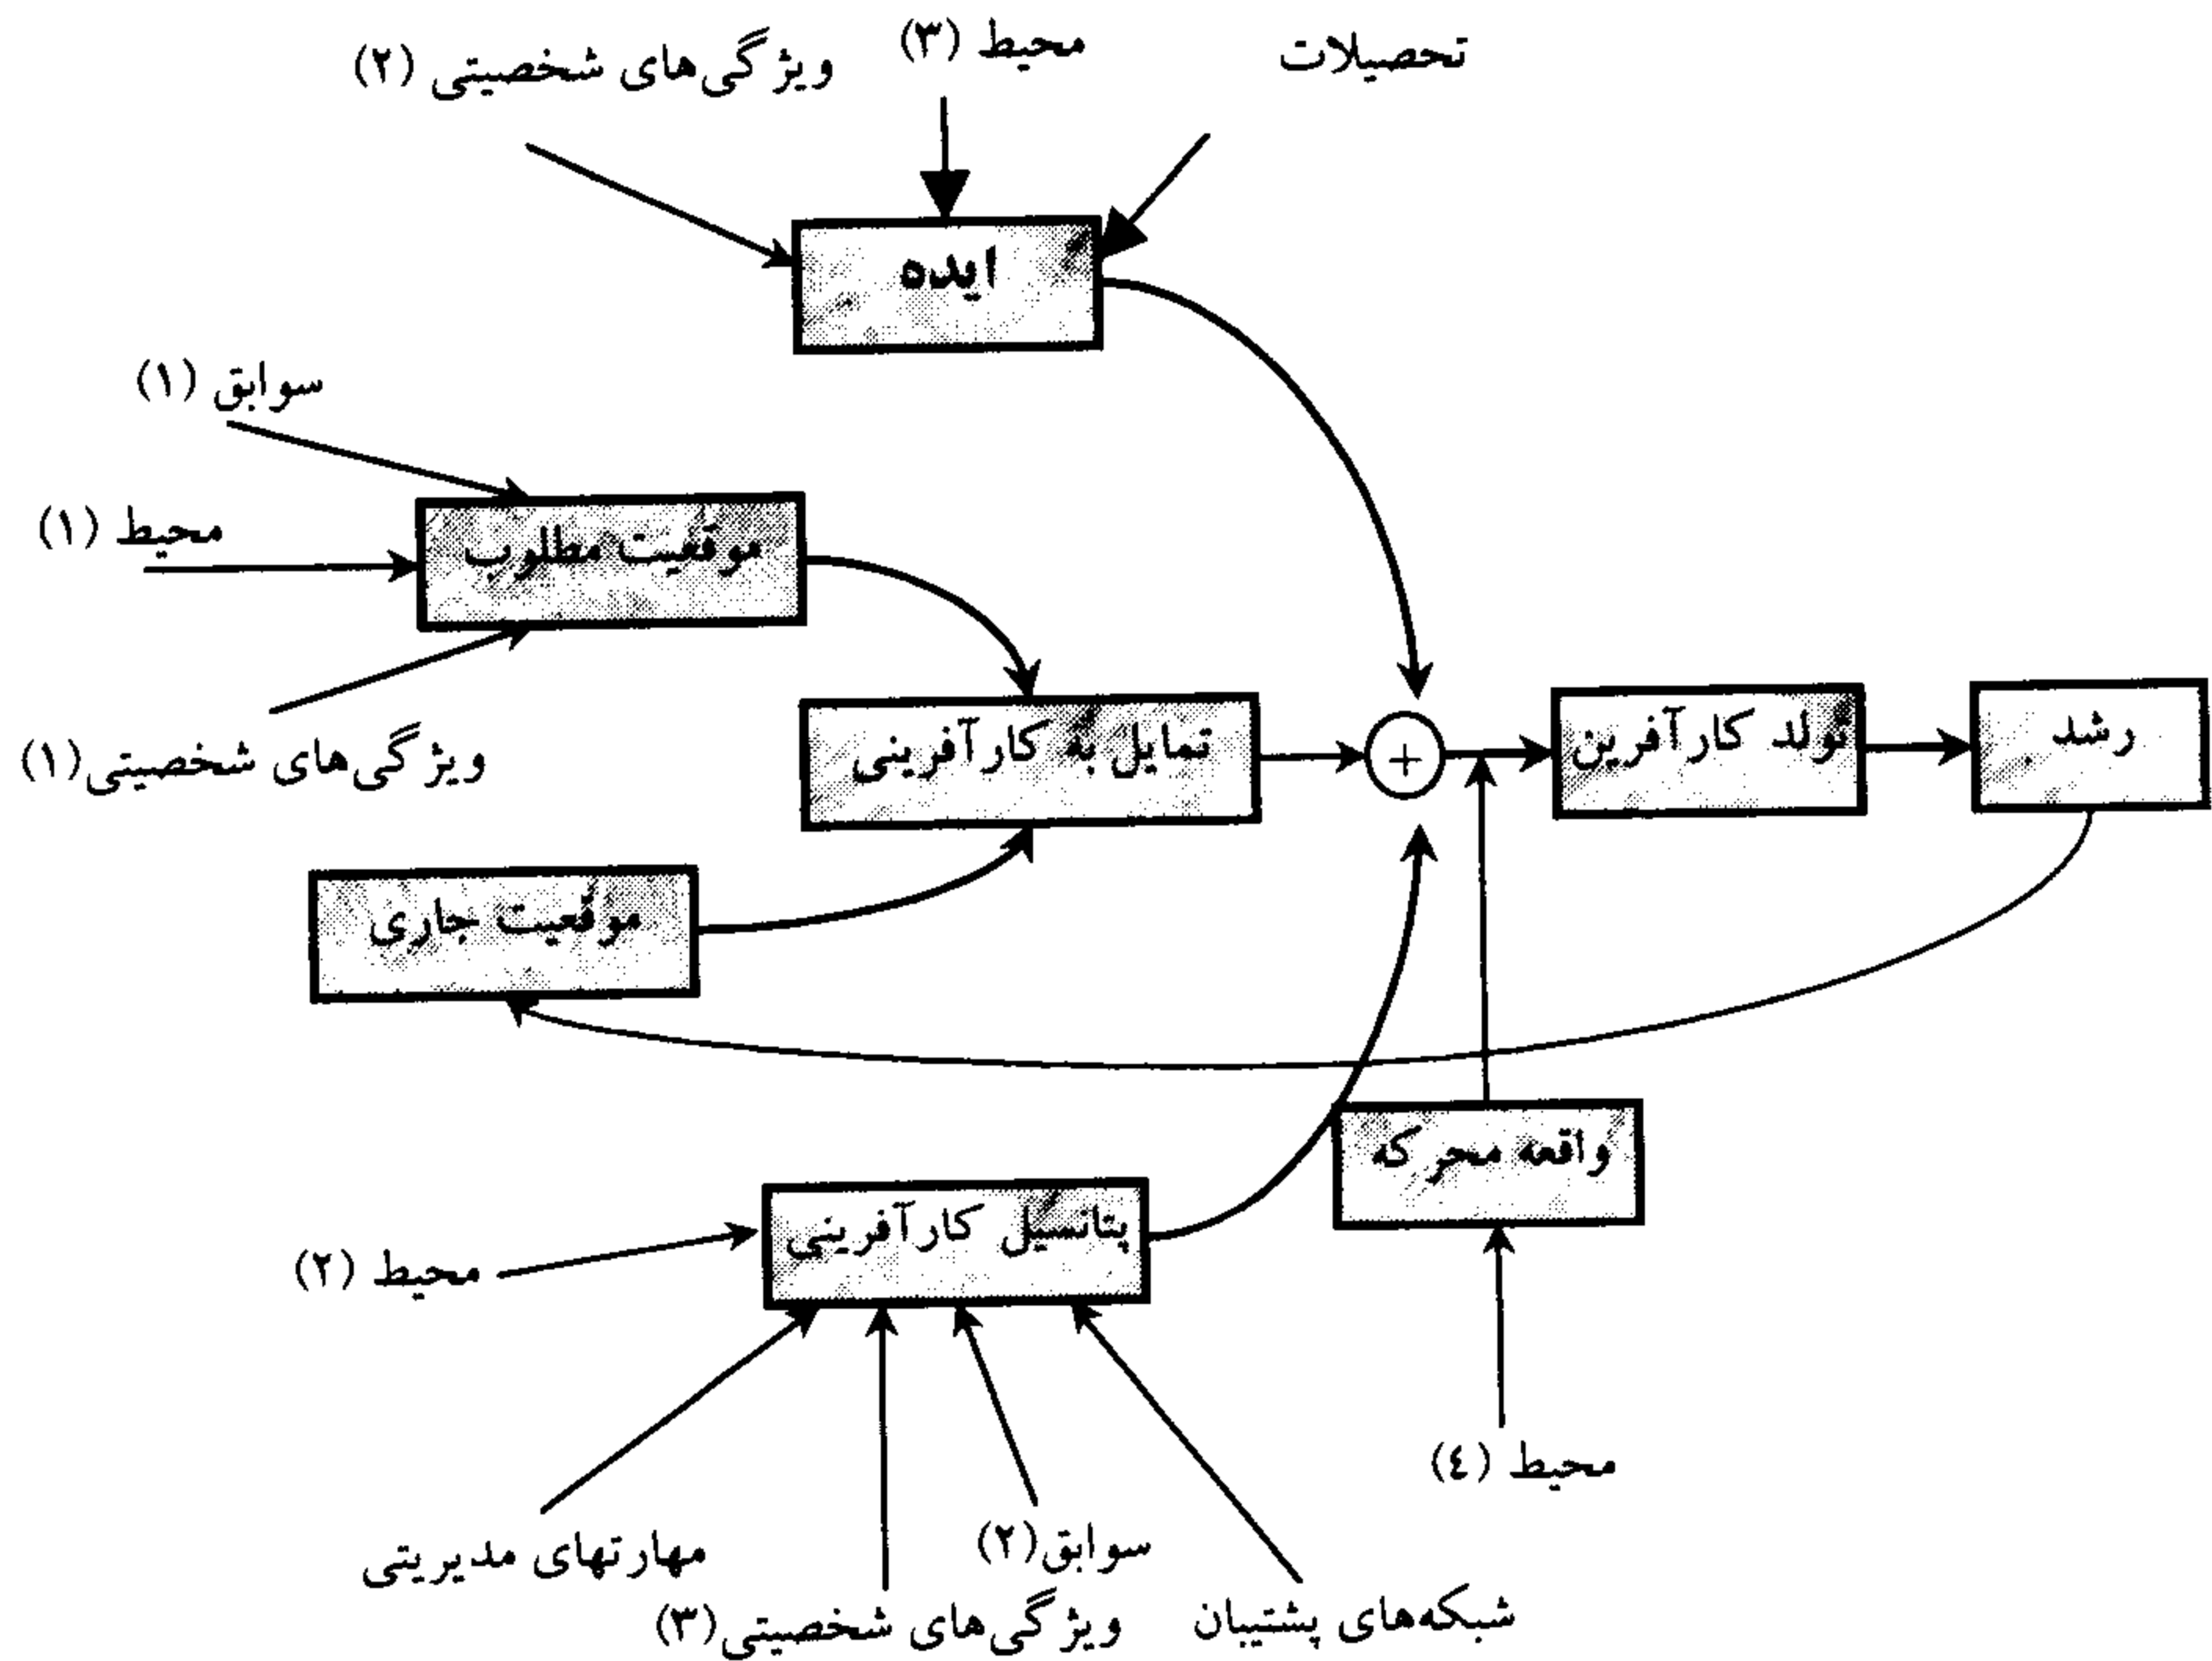 تحصیلات
محیط (۳)
ویژگی‌های شخصیتی (۲)
ایده
سوابق (۱)
محیط (۱)
موقعیت مطلوب
ویژگی‌های شخصیتی(۱)
تمایل به کارآفرینی
+
تولد کارآفرین
رشد
موقعیت جاری
واقعه محرکه
پتانسیل کارآفرینی
محیط (۲)
محیط (٤)
مهارتهای مدیریتی
سوابق(۲)
ویژگی‌های شخصیتی(۳)
شبکه‌های پشتیبان